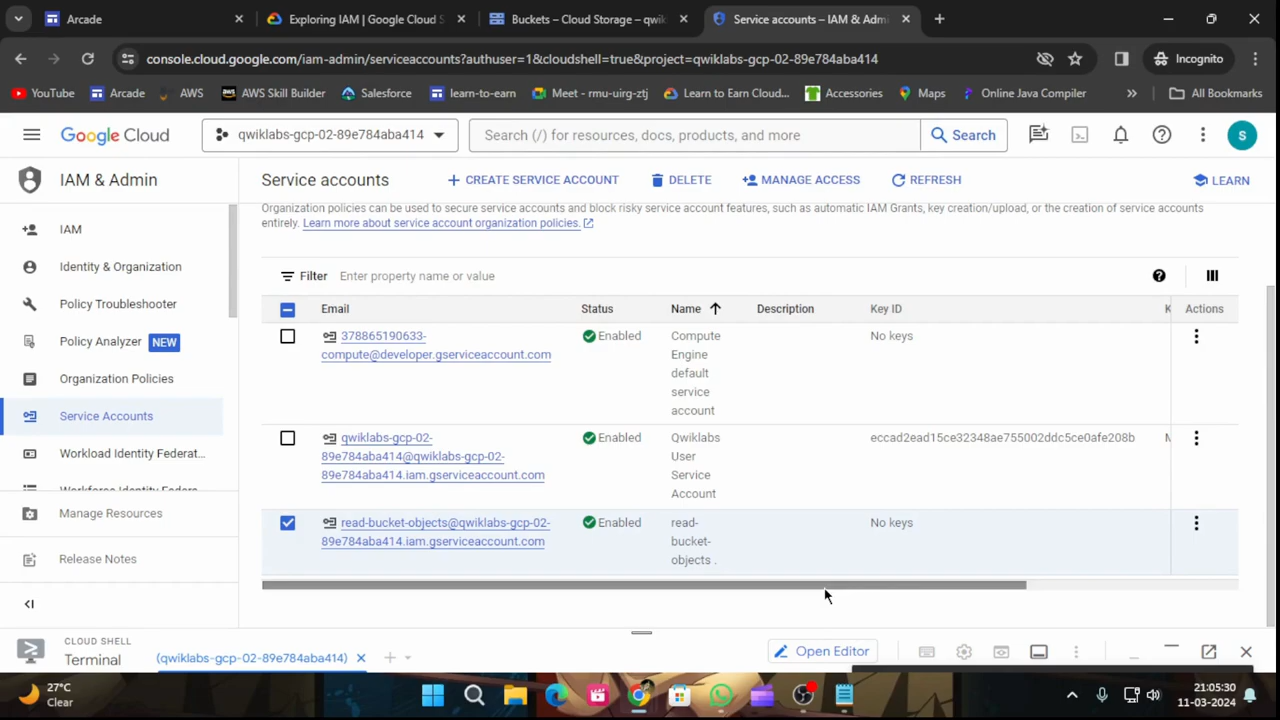 Arcade
Exploring IAM | Google Cloud S
Buckets – Cloud Storage – qwik
Service accounts – IAM & Admi
console.cloud.google.com/iam-admin/serviceaccounts?authuser=1&cloudshell=true&project=qwiklabs-gcp-02-89e784aba414
Incognito
YouTube
Arcade
AWS
AWS Skill Builder
Salesforce
learn-to-earn
Meet - rmu-uirg-ztj
Learn to Earn Cloud...
Accessories
Maps
Online Java Compiler
All Bookmarks
Google Cloud
qwiklabs-gcp-02-89e784aba414
Search (/) for resources, docs, products, and more
Search
S
IAM & Admin
Service accounts
CREATE SERVICE ACCOUNT
DELETE
MANAGE ACCESS
REFRESH
LEARN
IAM
Identity & Organization
Policy Troubleshooter
Policy Analyzer NEW
Organization Policies
Service Accounts
Workload Identity Federat...
Workforce Identity Federa
Manage Resources
Release Notes
Organization policies can be used to secure service accounts and block risky service account features, such as automatic IAM Grants, key creation/upload, or the creation of service accounts
entirely. Learn more about service account organization policies.
Filter Enter property name or value
Email Status Name Description Key ID K Actions
378865190633-
compute@developer.gserviceaccount.com
Enabled
Compute
Engine
default
service
account
No keys
qwiklabs-gcp-02-
89e784aba414@qwiklabs-gcp-02-
89e784aba414.iam.gserviceaccount.com
Enabled
Qwiklabs
User
Service
Account
eccad2ead15ce32348ae755002ddc5ce0afe208b
M
read-bucket-objects@qwiklabs-gcp-02-
89e784aba414.iam.gserviceaccount.com
Enabled
read-
bucket-
objects .
No keys
CLOUD SHELL
Terminal
(qwiklabs-gcp-02-89e784aba414)
Open Editor
27°C
Clear
21:05:30
11-03-2024